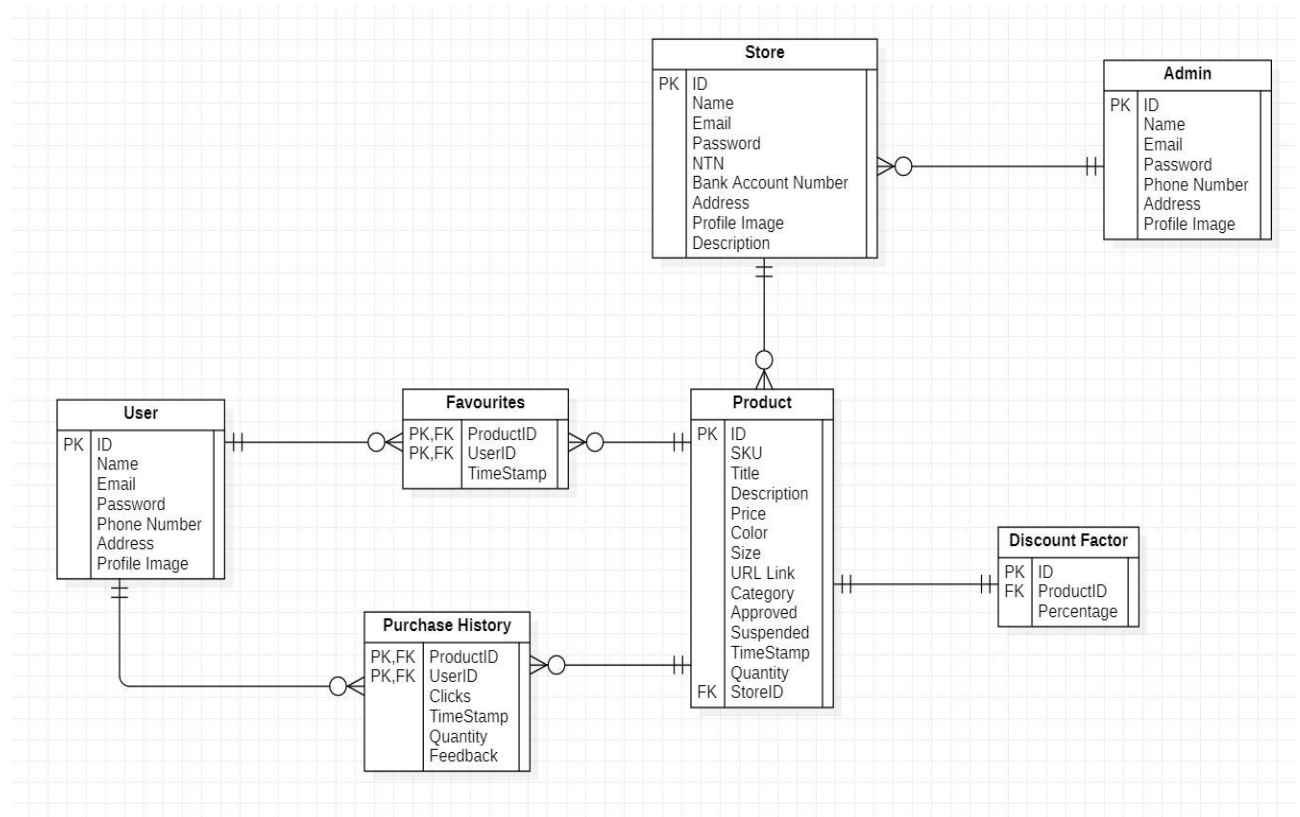 Store
PK ID
Name
Email
Password
NTN
Bank Account Number
Address
Profile Image
Description
Admin
PK ID
Name
Email
Password
Phone Number
Address
Profile Image
User
PK ID
Name
Email
Password
Phone Number
Address
Profile Image
Favourites
PK,FK ProductID
PK,FK UserID
TimeStamp
Product
PK ID
SKU
Title
Description
Price
Color
Size
URL Link
Category
Approved
Suspended
TimeStamp
Quantity
FK StoreID
Discount Factor
PK ID
FK ProductID
Percentage
Purchase History
PK,FK ProductID
PK,FK UserID
Clicks
TimeStamp
Quantity
Feedback